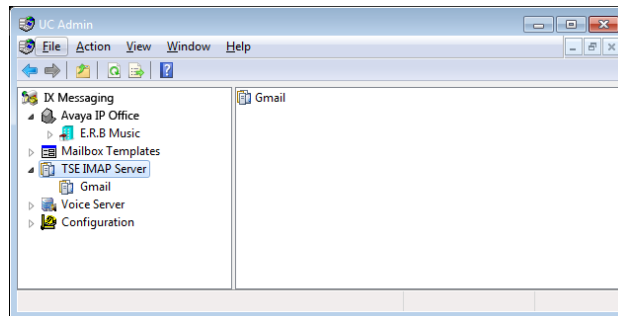 UC Admin
File Action View Window Help
IX Messaging
Avaya IP Office
E.R.B Music
Mailbox Templates
TSE IMAP Server
Gmail
Voice Server
Configuration
Gmail